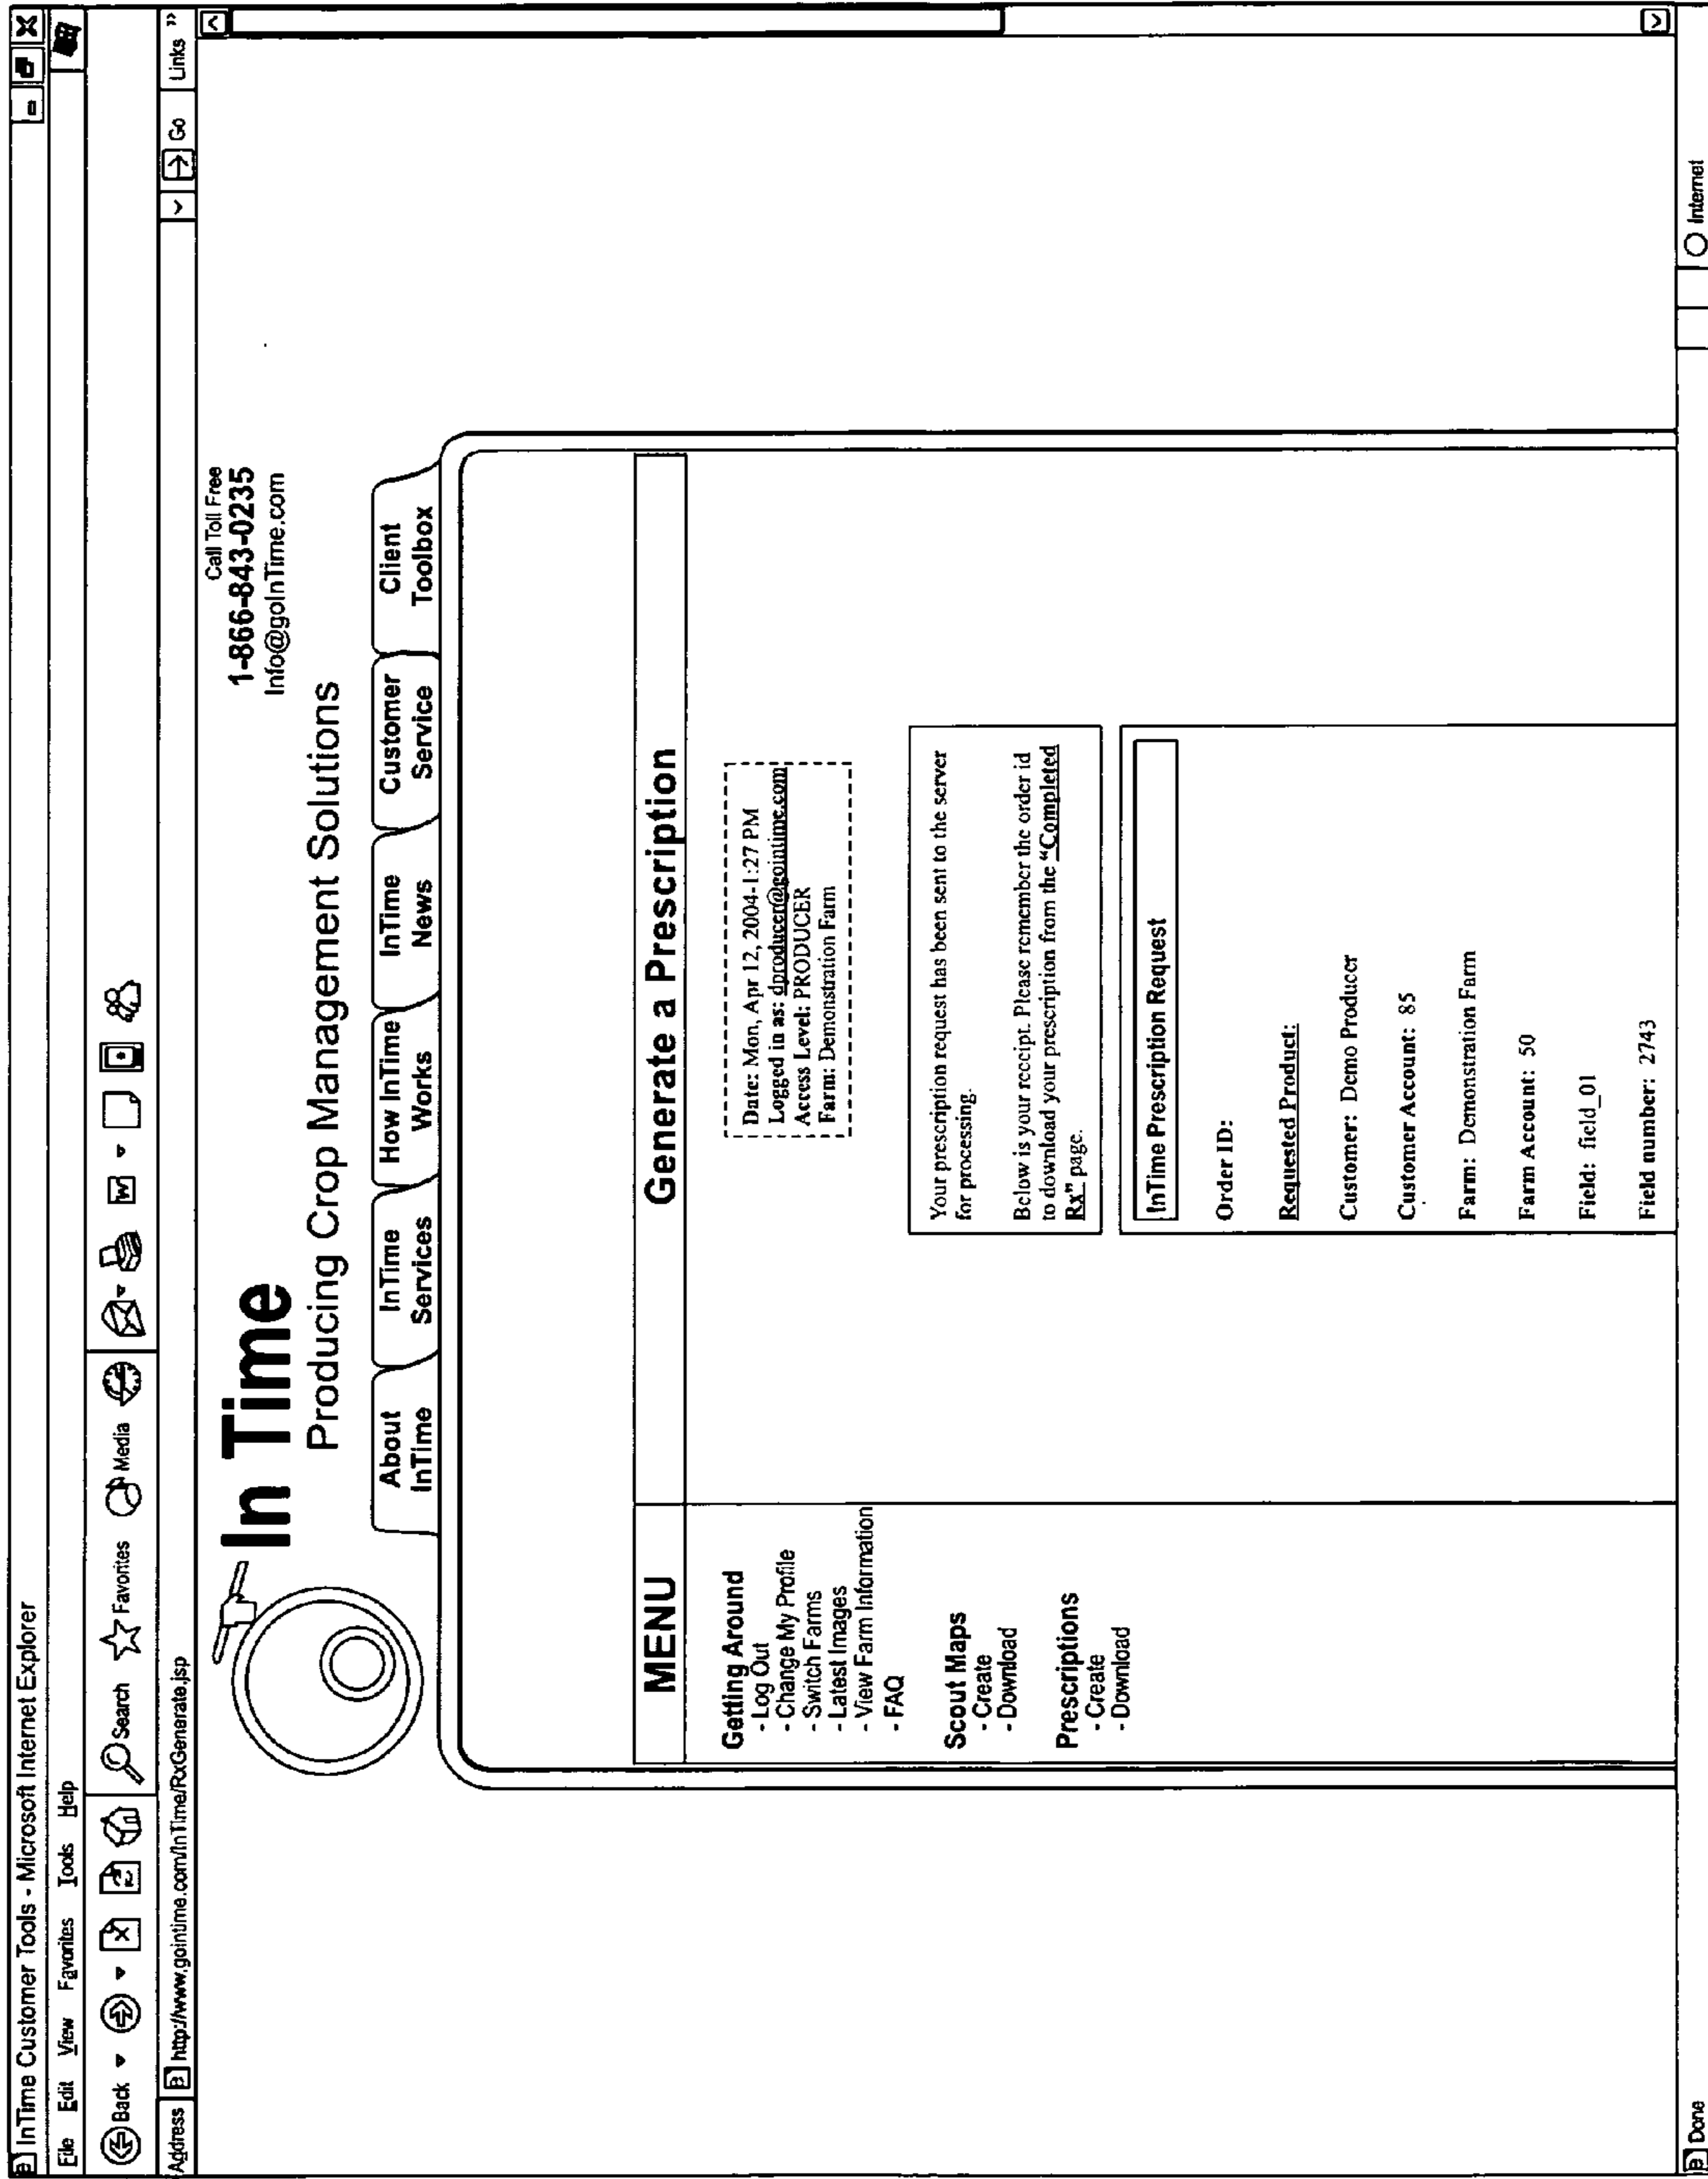 InTime Customer Tools - Microsoft Internet Explorer
File Edit View Favorites Tools Help
Back Search Favorites Media
Address http://www.gointime.com/InTime/RxGenerate.jsp Go Links »
Call Toll Free
1-866-843-0235
Info@goInTime.com
In Time
Producing Crop Management Solutions
About InTime
InTime Services
How InTime Works
InTime News
Customer Service
Client Toolbox
MENU
Getting Around
- Log Out
- Change My Profile
- Switch Farms
- Latest Images
- View Farm Information
- FAQ
Scout Maps
- Create
- Download
Prescriptions
- Create
- Download
Generate a Prescription
Date: Mon, Apr 12, 2004-1:27 PM
Logged in as: dproducer@gointime.com
Access Level: PRODUCER
Farm: Demonstration Farm
Your prescription request has been sent to the server
for processing.
Below is your receipt. Please remember the order id
to download your prescription from the "Completed
Rx" page.
InTime Prescription Request
Order ID:
Requested Product:
Customer: Demo Producer
Customer Account: 85
Farm: Demonstration Farm
Farm Account: 50
Field: field_01
Field number: 2743
Done Internet